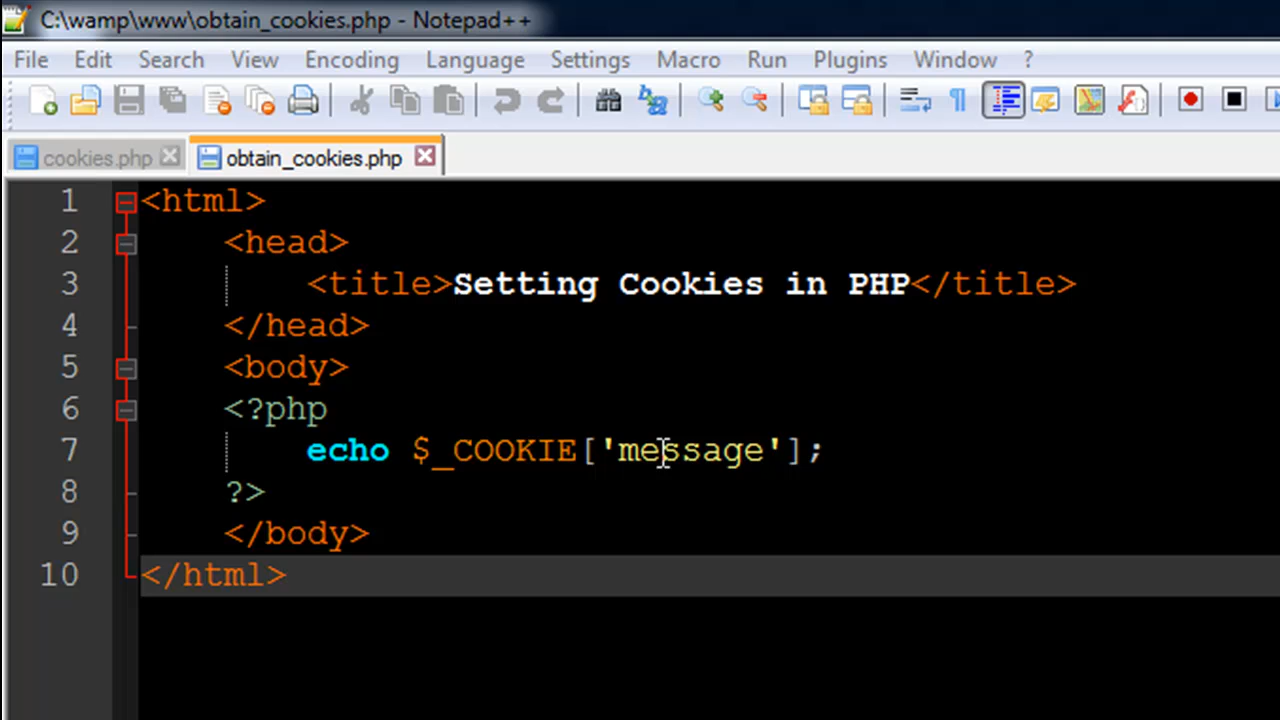 C:\wamp\www\obtain_cookies.php - Notepad++
File Edit Search View Encoding Language Settings Macro Run Plugins Window ?
cookies.php obtain_cookies.php
1 <html>
2 <head>
3 <title>Setting Cookies in PHP</title>
4 </head>
5 <body>
6 <?php
7 echo $_COOKIE['message'];
8 ?>
9 </body>
10 </html>